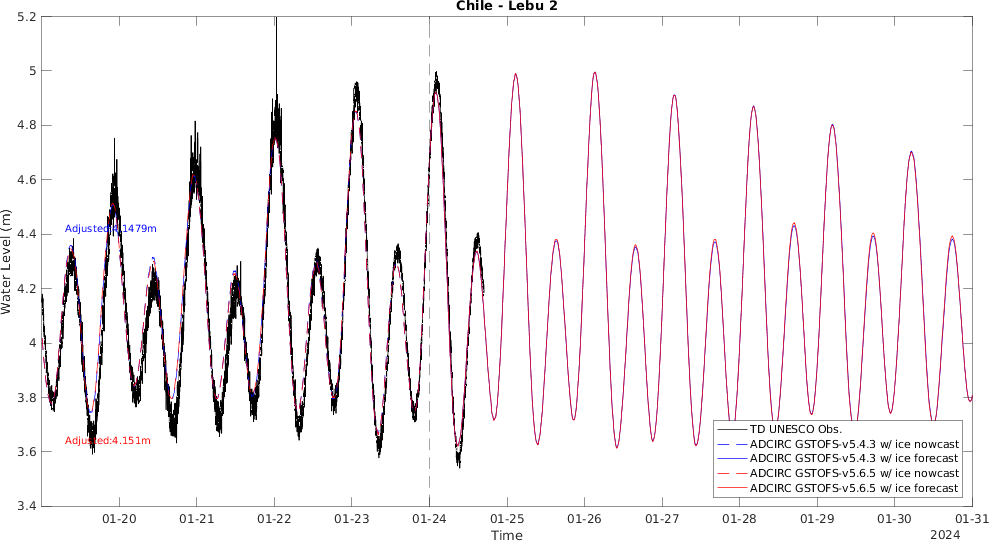 Chile - Lebu 2
5.2
5
4.8
4.6
4.4
4.2
4
3.8
3.6
3.4
Water Level (m)
Adjusted:4.1479m
Adjusted:4.151m
TD UNESCO Obs.
ADCIRC GSTOFS-v5.4.3 w/ ice nowcast
ADCIRC GSTOFS-v5.4.3 w/ ice forecast
ADCIRC GSTOFS-v5.6.5 w/ ice nowcast
ADCIRC GSTOFS-v5.6.5 w/ ice forecast
01-20 01-21 01-22 01-23 01-24 01-25 01-26 01-27 01-28 01-29 01-30 01-31
Time
2024